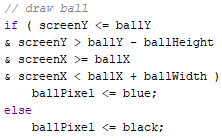 // draw ball
if ( screenY <= ballY
& screenY > ballY - ballHeight
& screenX >= ballX
& screenX < ballX + ballWidth )
    ballPixel <= blue;
else
    ballPixel <= black;